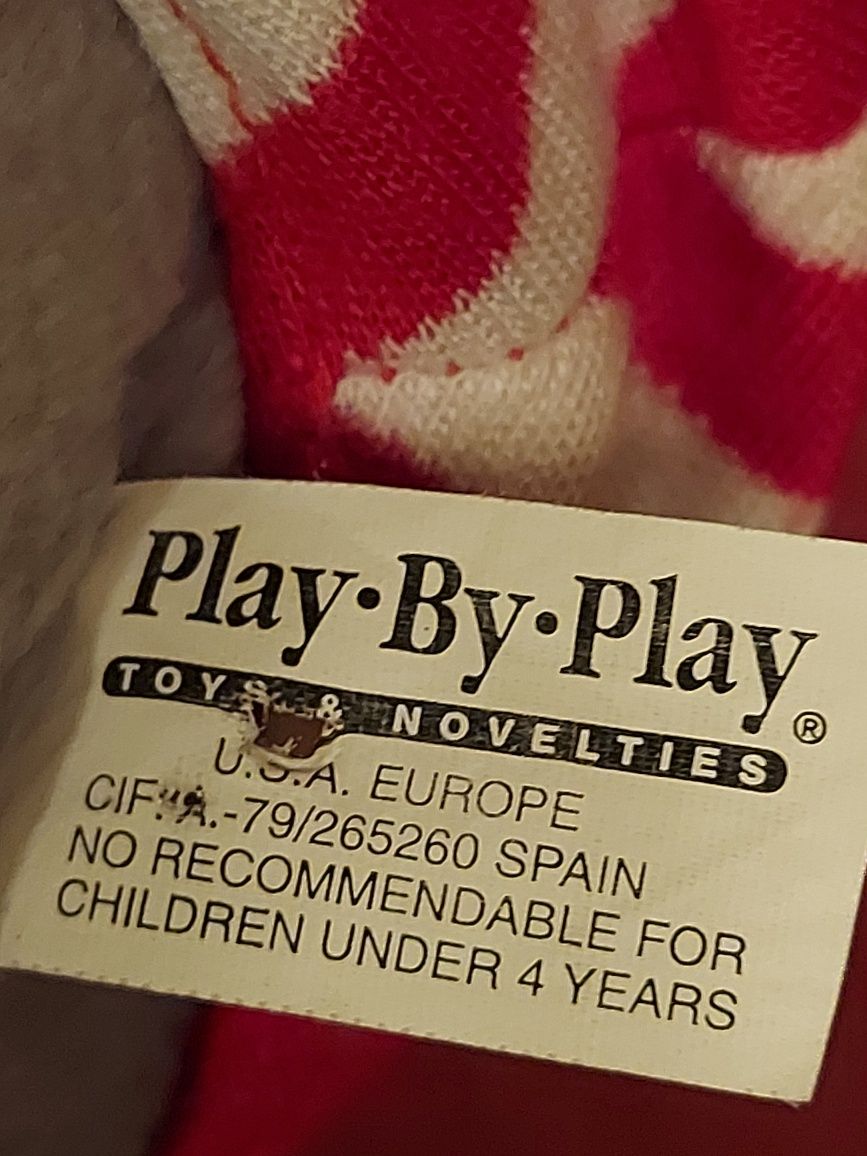 Play·By·Play®
TOYS & NOVELTIES
U.S.A. EUROPE
CIF. A.-79/265260 SPAIN
NO RECOMMENDABLE FOR
CHILDREN UNDER 4 YEARS